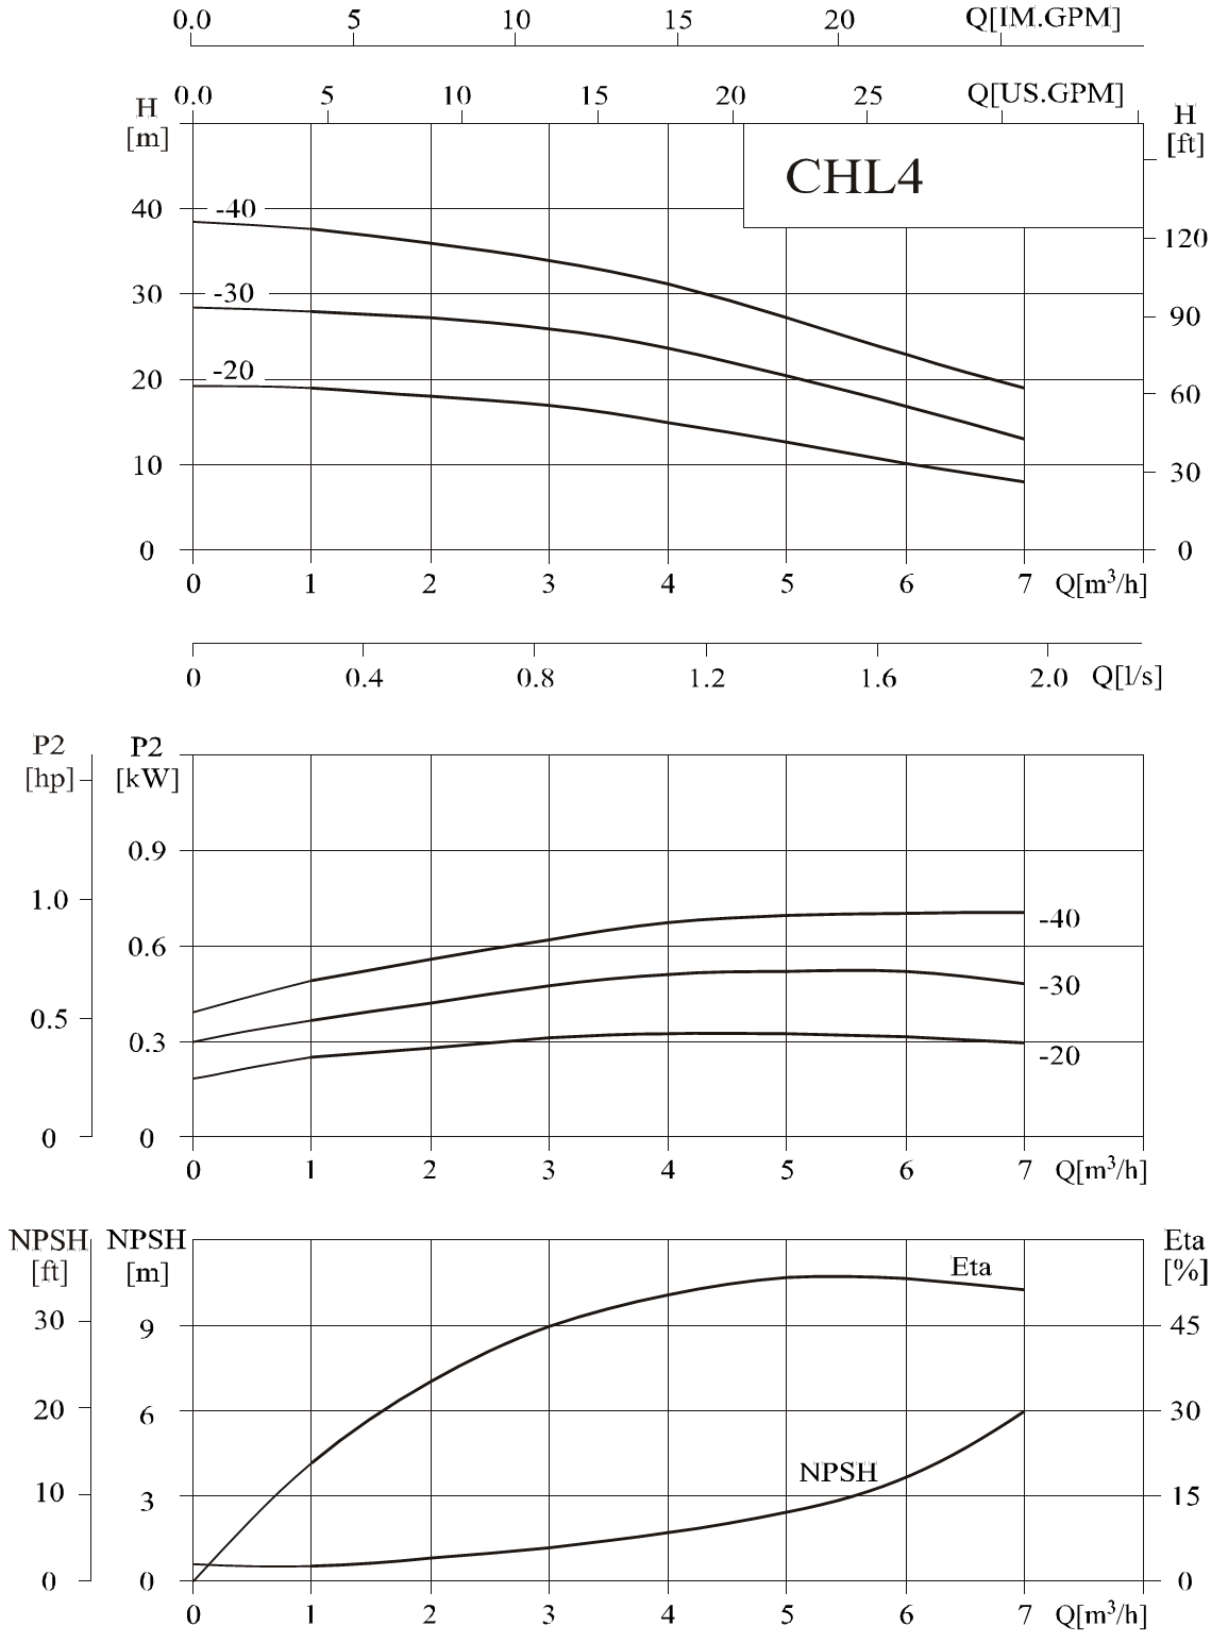 0.0 5 10 15 20 Q[IM.GPM]
0.0 5 10 15 20 25 Q[US.GPM]
H [m]
H [ft]
CHL4
40 -40
120
30 -30
90
20 -20
60
10
30
0 0
0 1 2 3 4 5 6 7 Q[m³/h]
0 0.4 0.8 1.2 1.6 2.0 Q[l/s]
P2 P2
[hp] [kW]
0.9
1.0
-40
0.6
-30
0.5
0.3
-20
0 0
0 1 2 3 4 5 6 7 Q[m³/h]
NPSH NPSH Eta
[ft] [m] [%]
Eta
30 9 45
20 6 30
NPSH
10 3 15
0 0 0
0 1 2 3 4 5 6 7 Q[m³/h]